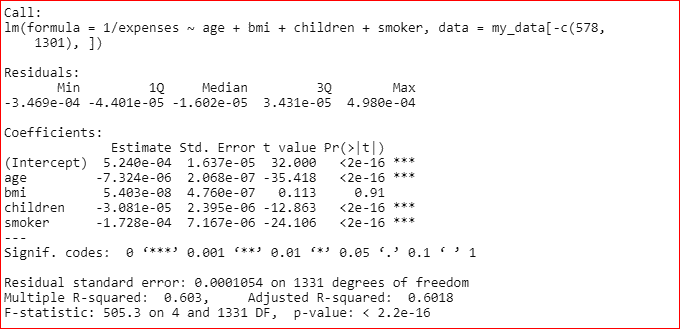 Call:
lm(formula = 1/expenses ~ age + bmi + children + smoker, data = my_data[-c(578,
    1301), ])
Residuals:
       Min         1Q     Median         3Q        Max
-3.469e-04 -4.401e-05 -1.602e-05  3.431e-05  4.980e-04
Coefficients:
              Estimate Std. Error t value Pr(>|t|)
(Intercept)  5.240e-04  1.637e-05  32.000   <2e-16 ***
age         -7.324e-06  2.068e-07 -35.418   <2e-16 ***
bmi          5.403e-08  4.760e-07   0.113     0.91
children    -3.081e-05  2.395e-06 -12.863   <2e-16 ***
smoker      -1.728e-04  7.167e-06 -24.106   <2e-16 ***
---
Signif. codes:  0 ‘***’ 0.001 ‘**’ 0.01 ‘*’ 0.05 ‘.’ 0.1 ‘ ’ 1
Residual standard error: 0.0001054 on 1331 degrees of freedom
Multiple R-squared:  0.603,     Adjusted R-squared:  0.6018
F-statistic: 505.3 on 4 and 1331 DF,  p-value: < 2.2e-16